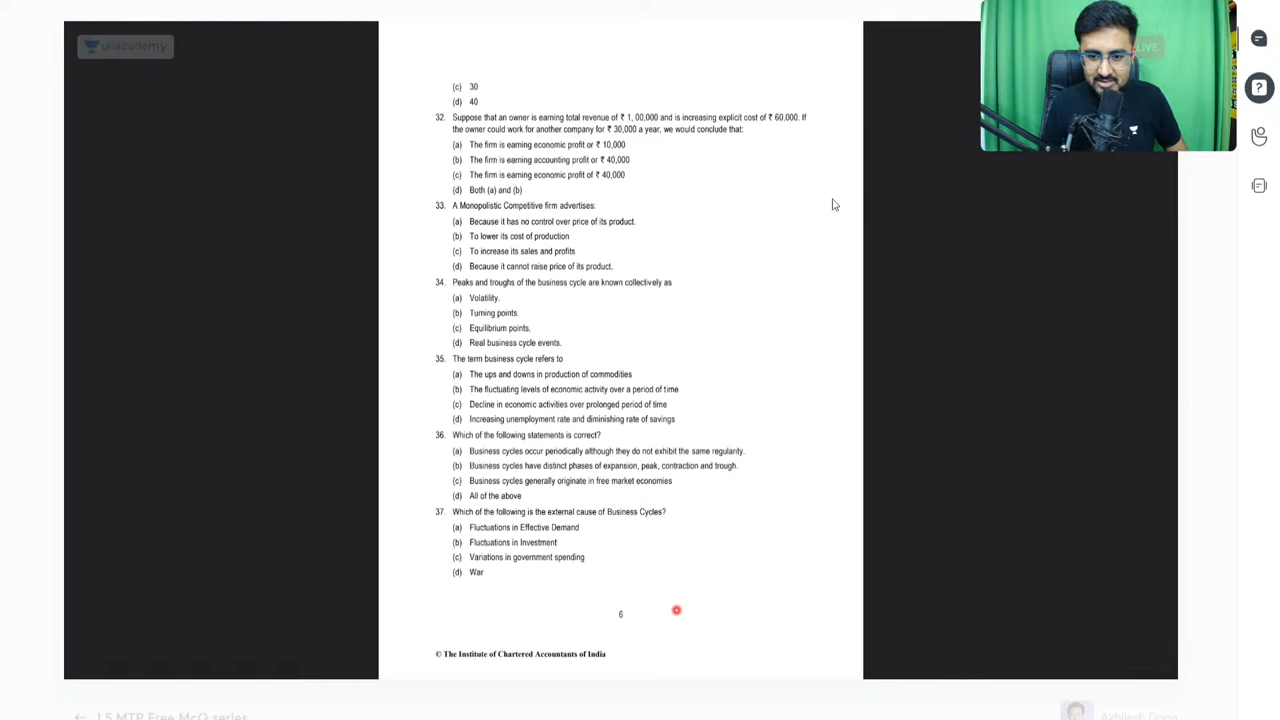 unacademy
LIVE
(c) 30
(d) 40
32. Suppose that an owner is earning total revenue of ₹ 1, 00,000 and is increasing explicit cost of ₹ 60,000. If
the owner could work for another company for ₹ 30,000 a year, we would conclude that:
(a) The firm is earning economic profit or ₹ 10,000
(b) The firm is earning accounting profit or ₹ 40,000
(c) The firm is earning economic profit of ₹ 40,000
(d) Both (a) and (b)
33. A Monopolistic Competitive firm advertises:
(a) Because it has no control over price of its product.
(b) To lower its cost of production
(c) To increase its sales and profits
(d) Because it cannot raise price of its product.
34. Peaks and troughs of the business cycle are known collectively as
(a) Volatility.
(b) Turning points.
(c) Equilibrium points.
(d) Real business cycle events.
35. The term business cycle refers to
(a) The ups and downs in production of commodities
(b) The fluctuating levels of economic activity over a period of time
(c) Decline in economic activities over prolonged period of time
(d) Increasing unemployment rate and diminishing rate of savings
36. Which of the following statements is correct?
(a) Business cycles occur periodically although they do not exhibit the same regularity.
(b) Business cycles have distinct phases of expansion, peak, contraction and trough.
(c) Business cycles generally originate in free market economies
(d) All of the above
37. Which of the following is the external cause of Business Cycles?
(a) Fluctuations in Effective Demand
(b) Fluctuations in Investment
(c) Variations in government spending
(d) War
6
© The Institute of Chartered Accountants of India
MTP Free McQ series
Akhilesh Daga